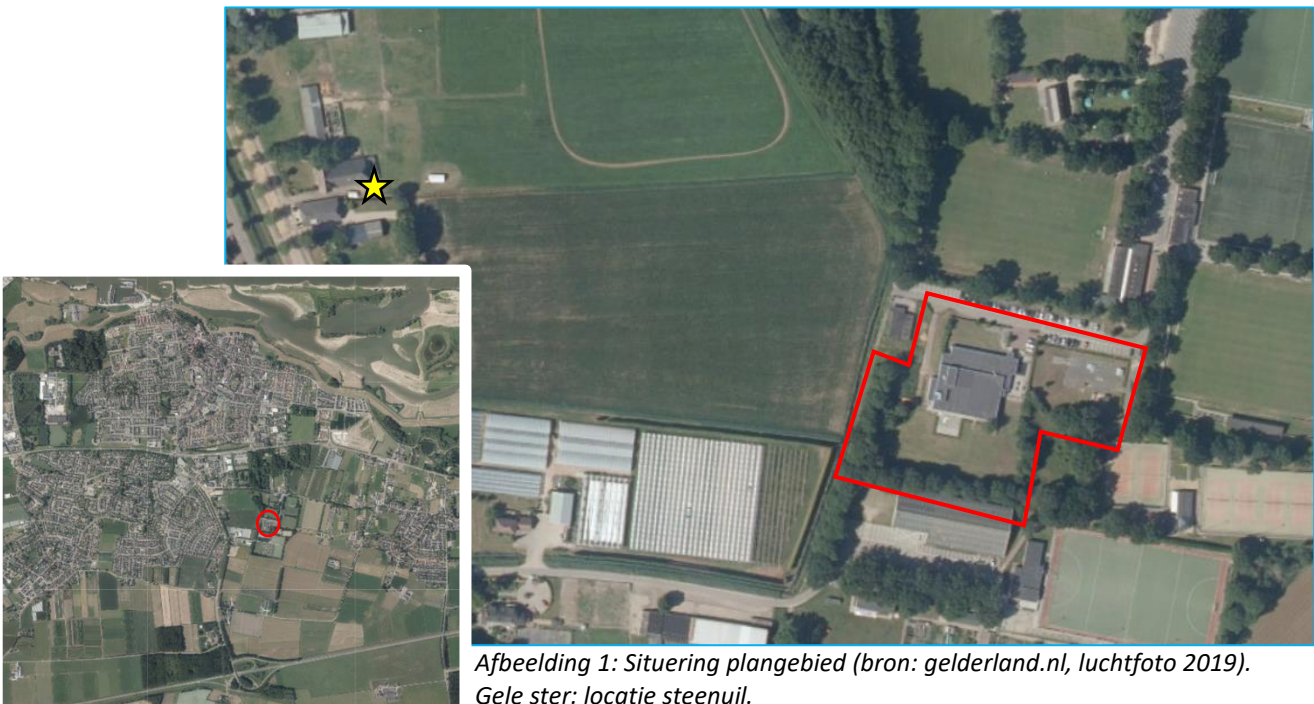 Afbeelding 1: Situering plangebied (bron: gelderland.nl, luchtfoto 2019).
Gele ster: locatie steenuil.